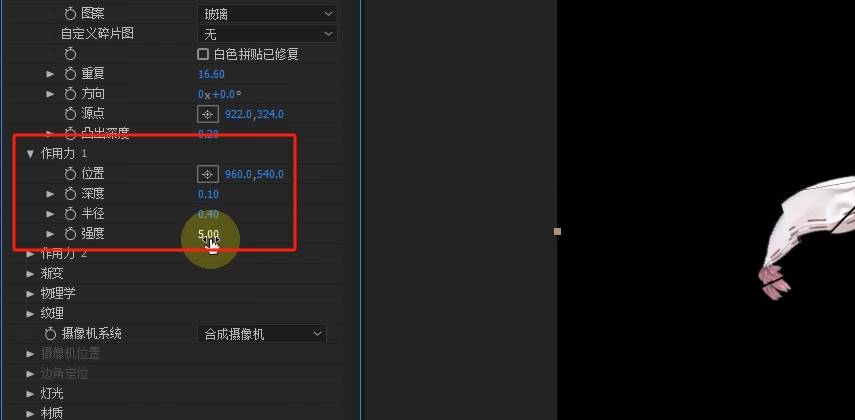 图案 玻璃
自定义碎片图 无
白色拼贴已修复
重复 16.60
方向 0x+0.0°
源点 922.0,324.0
凸出深度 0.20
作用力 1
位置 960.0,540.0
深度 0.10
半径 0.40
强度 5.00
作用力 2
渐变
物理学
纹理
摄像机系统 合成摄像机
摄像机位置
边角定位
灯光
材质